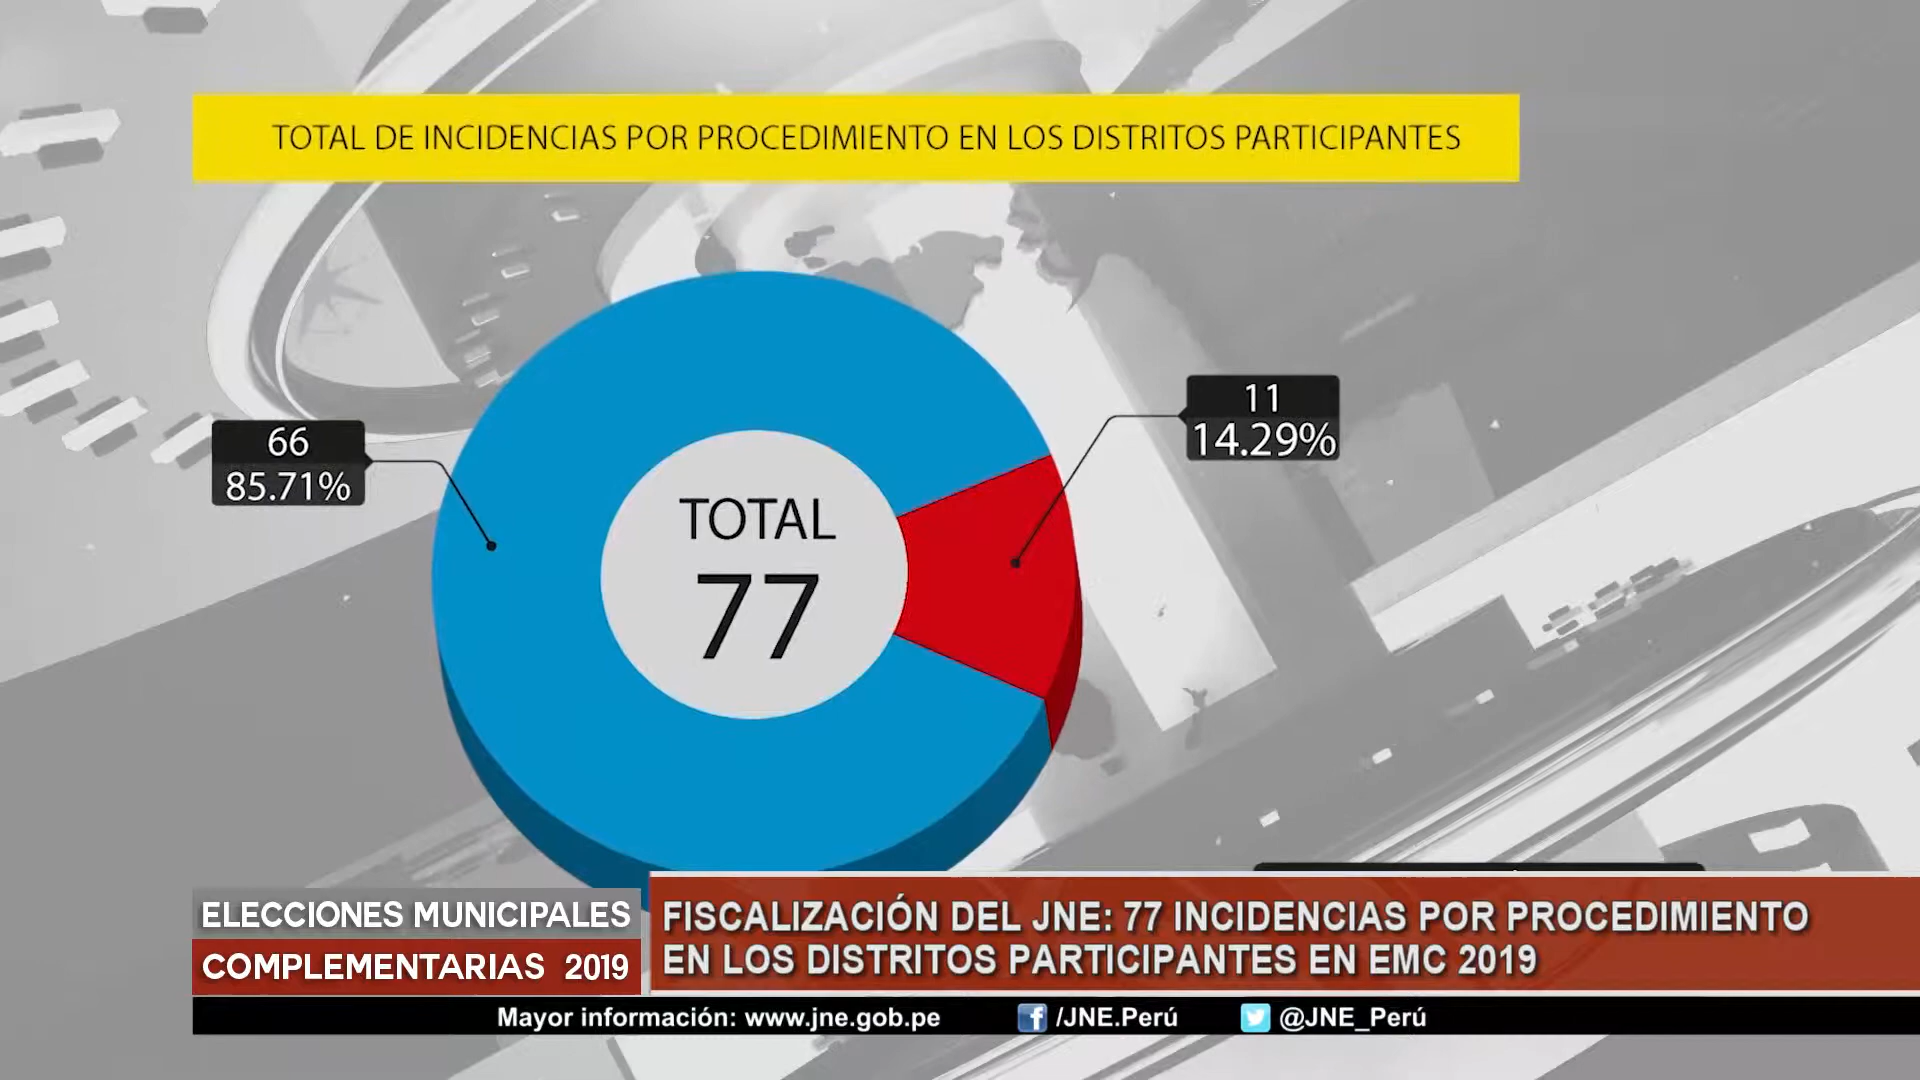 TOTAL DE INCIDENCIAS POR PROCEDIMIENTO EN LOS DISTRITOS PARTICIPANTES
66
85.71%
11
14.29%
TOTAL
77
ELECCIONES MUNICIPALES
COMPLEMENTARIAS 2019
FISCALIZACIÓN DEL JNE: 77 INCIDENCIAS POR PROCEDIMIENTO
EN LOS DISTRITOS PARTICIPANTES EN EMC 2019
Mayor información: www.jne.gob.pe
/JNE.Perú
@JNE_Perú